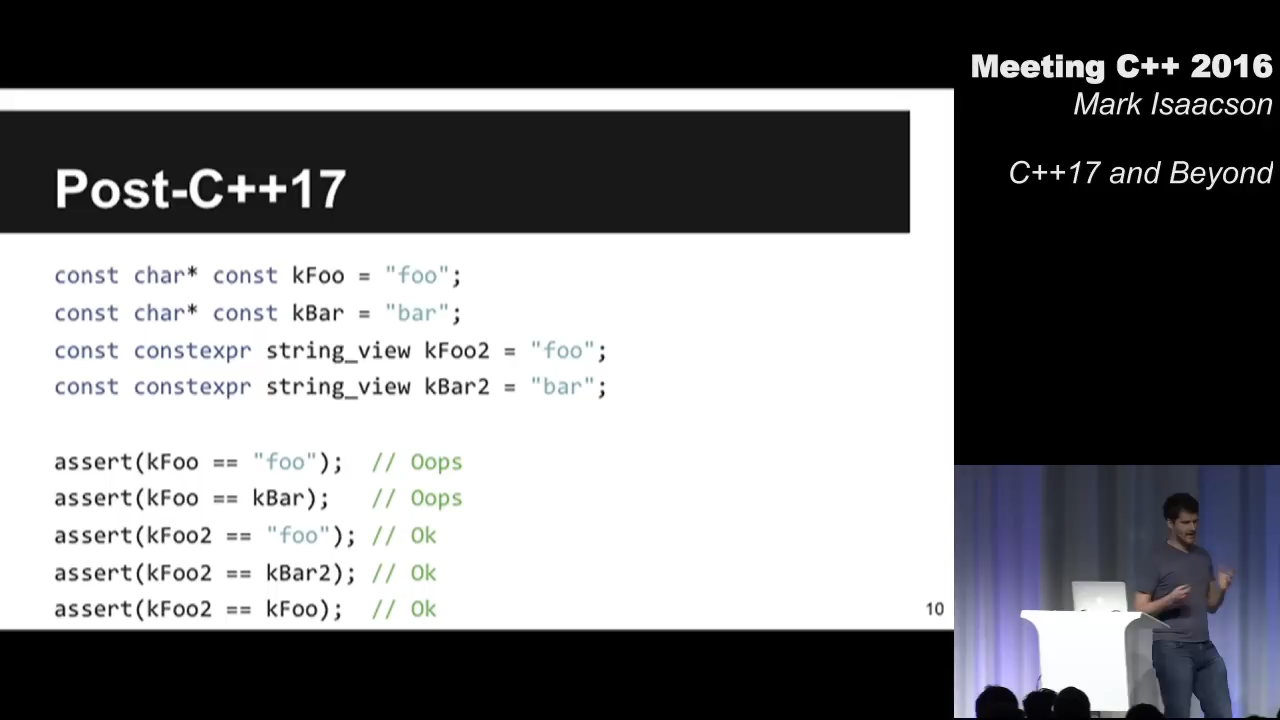 Meeting C++ 2016
Mark Isaacson
C++17 and Beyond
Post-C++17
const char* const kFoo = "foo";
const char* const kBar = "bar";
const constexpr string_view kFoo2 = "foo";
const constexpr string_view kBar2 = "bar";
assert(kFoo == "foo"); // Oops
assert(kFoo == kBar); // Oops
assert(kFoo2 == "foo"); // Ok
assert(kFoo2 == kBar2); // Ok
assert(kFoo2 == kFoo); // Ok
10